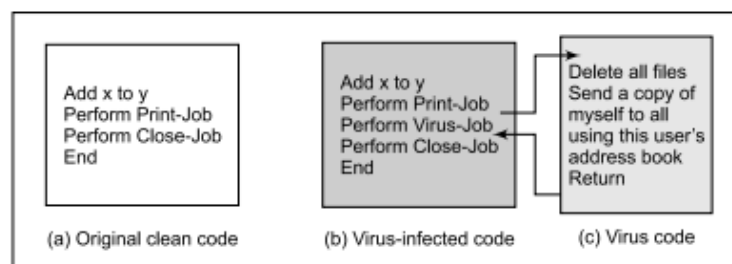 Add x to y
Perform Print-Job
Perform Close-Job
End
(a) Original clean code
Add x to y
Perform Print-Job
Perform Virus-Job
Perform Close-Job
End
(b) Virus-infected code
Delete all files
Send a copy of
myself to all
using this user's
address book
Return
(c) Virus code